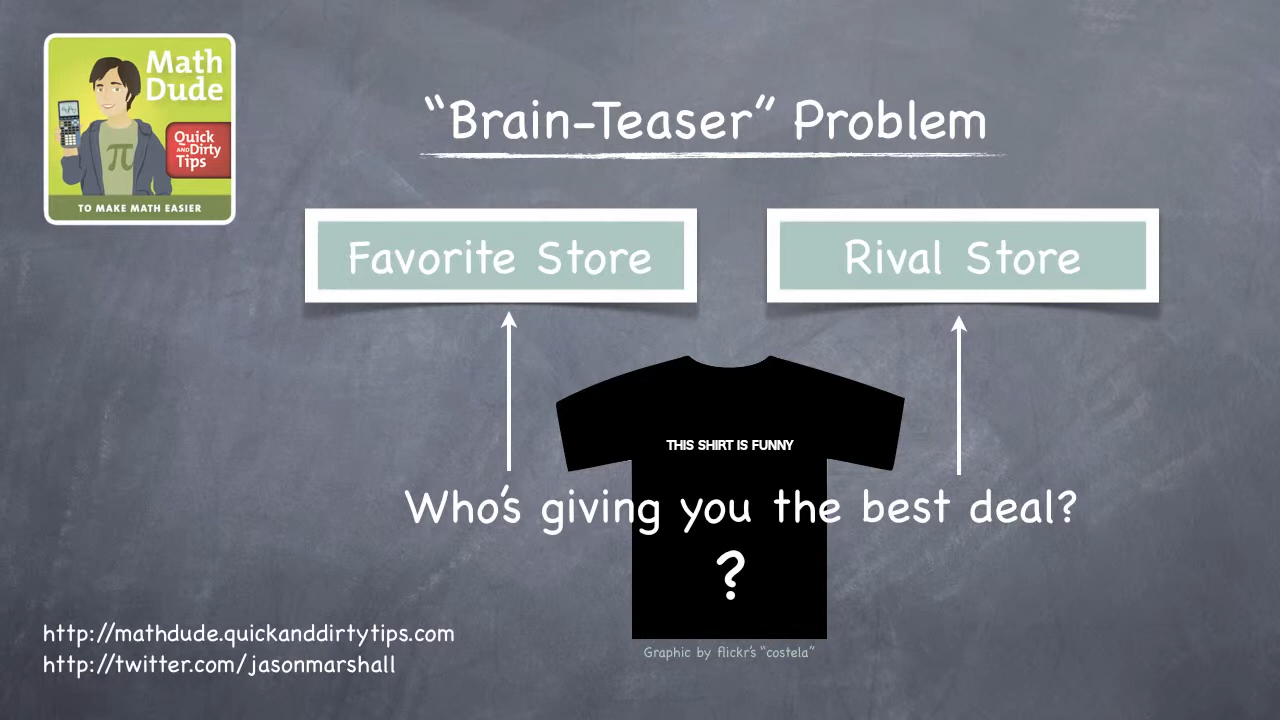 Math
Dude
Quick
AND Dirty
Tips
TO MAKE MATH EASIER
“Brain-Teaser” Problem
Favorite Store
Rival Store
THIS SHIRT IS FUNNY
Who’s giving you the best deal?
?
http://mathdude.quickanddirtytips.com
http://twitter.com/jasonmarshall
Graphic by flickr’s “costela”